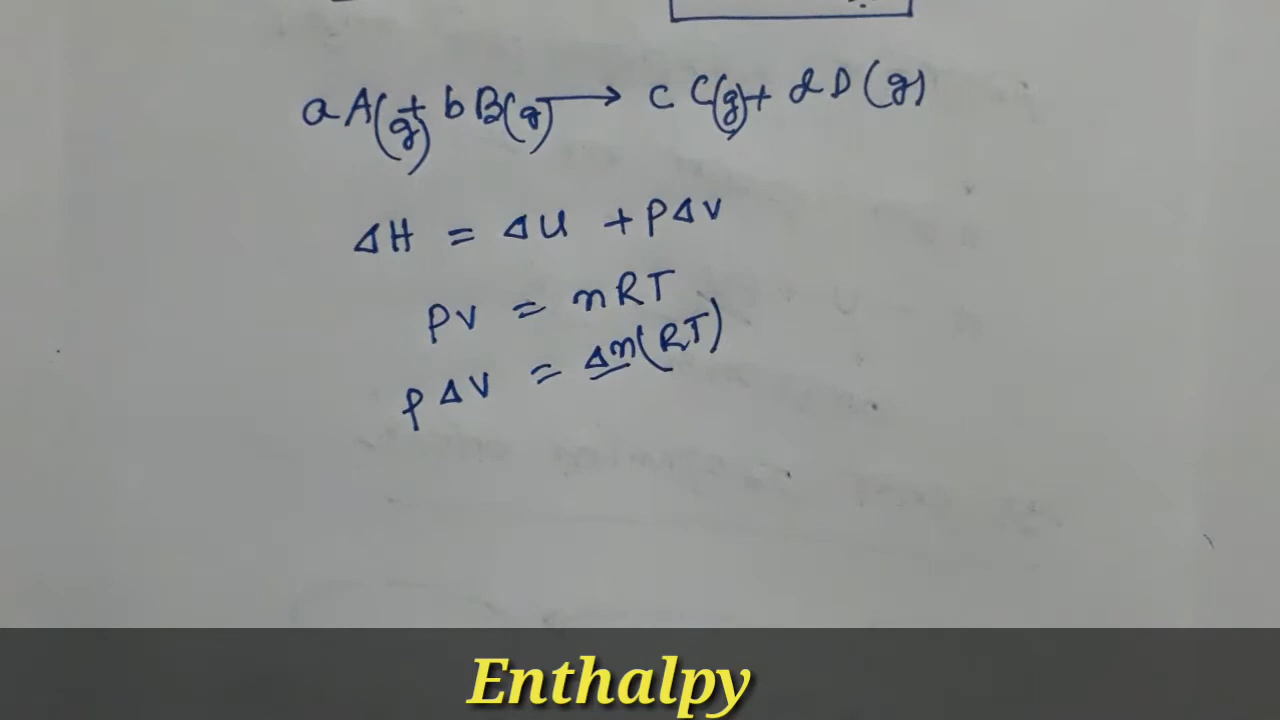 aA(g) + bB(g) → cC(g) + dD(g)
ΔH = ΔU + PΔV
PV = nRT
PΔV = Δn(RT)
Enthalpy